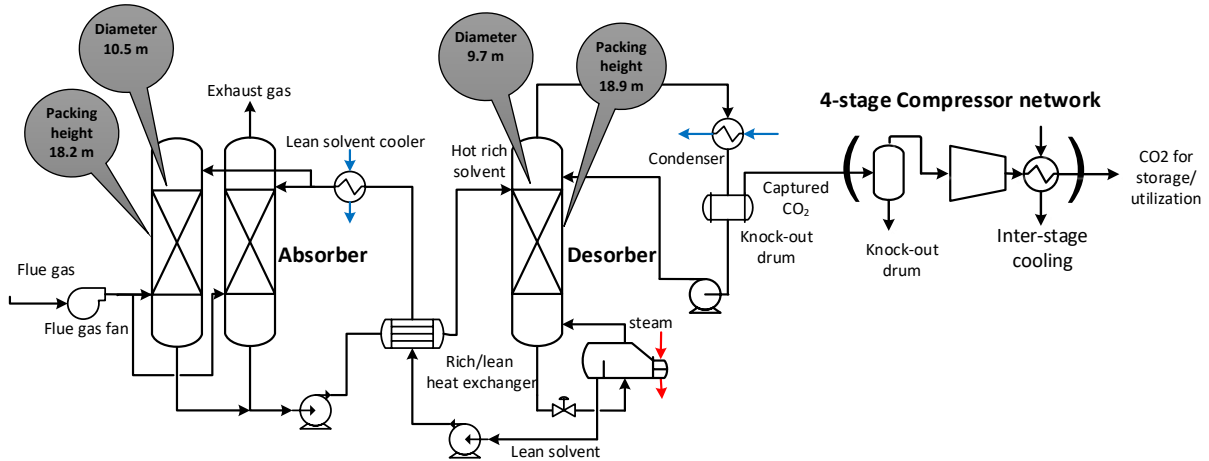 Diameter
10.5 m
Packing
height
18.2 m
Exhaust gas
Lean solvent cooler
Absorber
Flue gas
Flue gas fan
Diameter
9.7 m
Packing
height
18.9 m
Hot rich
solvent
Desorber
Condenser
Captured
CO₂
Knock-out
drum
Rich/lean
heat exchanger
steam
Lean solvent
4-stage Compressor network
(
)
Knock-out
drum
Inter-stage
cooling
CO2 for
storage/
utilization